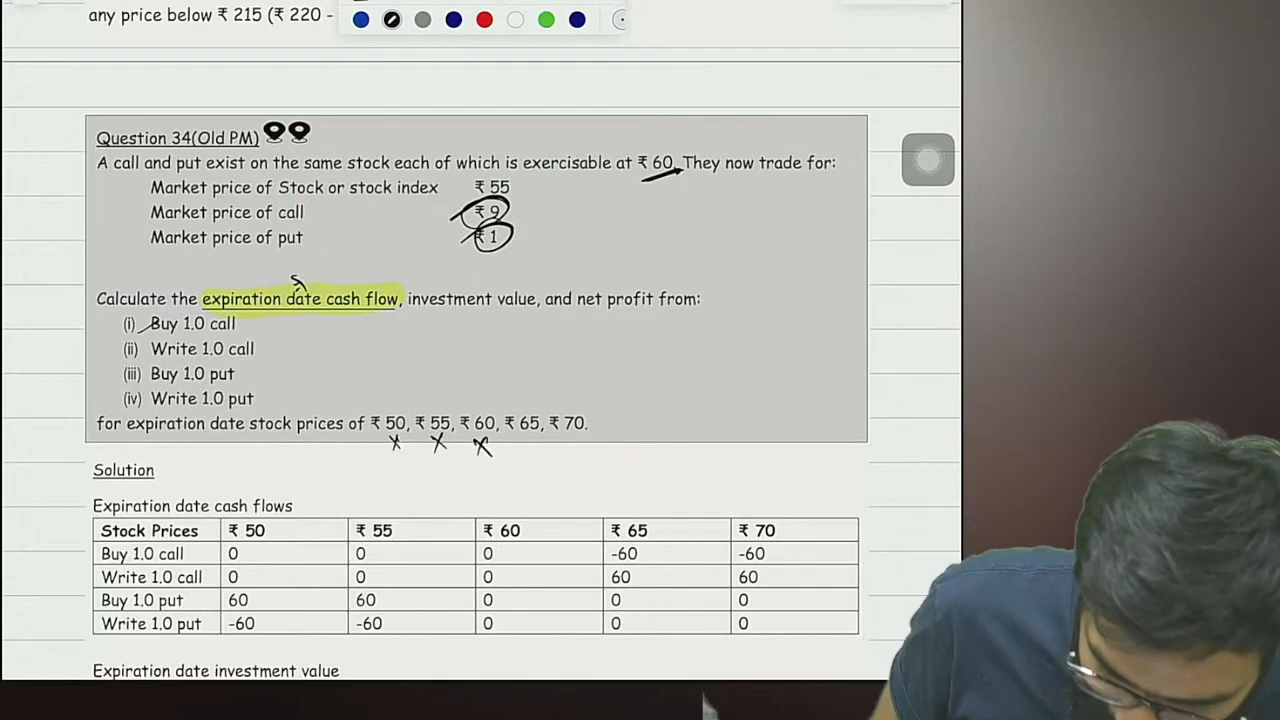 any price below ₹ 215 (₹ 220 -
Question 34(Old PM)
A call and put exist on the same stock each of which is exercisable at ₹ 60. They now trade for:
Market price of Stock or stock index ₹ 55
Market price of call ₹ 9
Market price of put ₹ 1
Calculate the expiration date cash flow, investment value, and net profit from:
(i) Buy 1.0 call
(ii) Write 1.0 call
(iii) Buy 1.0 put
(iv) Write 1.0 put
for expiration date stock prices of ₹ 50, ₹ 55, ₹ 60, ₹ 65, ₹ 70.
Solution
Expiration date cash flows
Stock Prices ₹ 50 ₹ 55 ₹ 60 ₹ 65 ₹ 70
Buy 1.0 call 0 0 0 -60 -60
Write 1.0 call 0 0 0 60 60
Buy 1.0 put 60 60 0 0 0
Write 1.0 put -60 -60 0 0 0
Expiration date investment value